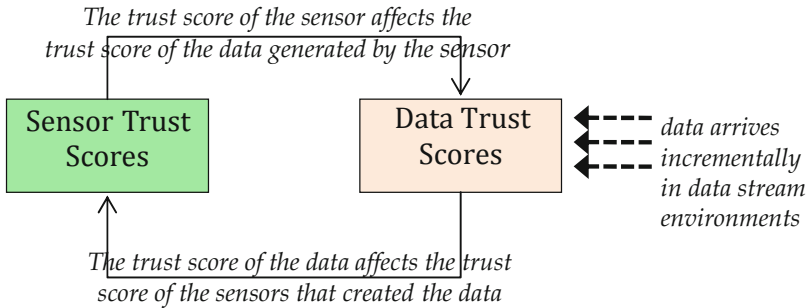 The trust score of the sensor affects the
trust score of the data generated by the sensor
Sensor Trust
Scores
Data Trust
Scores
data arrives
incrementally
in data stream
environments
The trust score of the data affects the trust
score of the sensors that created the data